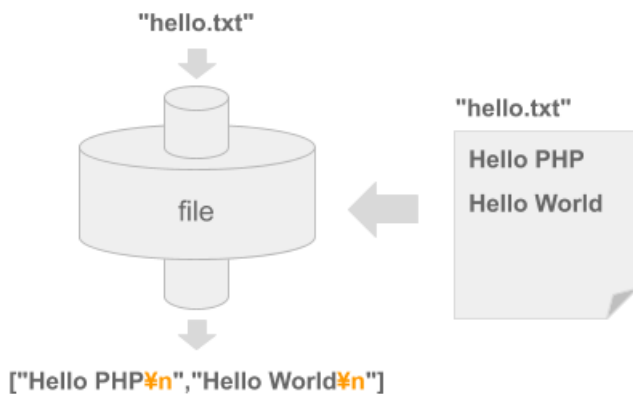 "hello.txt"
"hello.txt"
Hello PHP
Hello World
file
["Hello PHP¥n","Hello World¥n"]